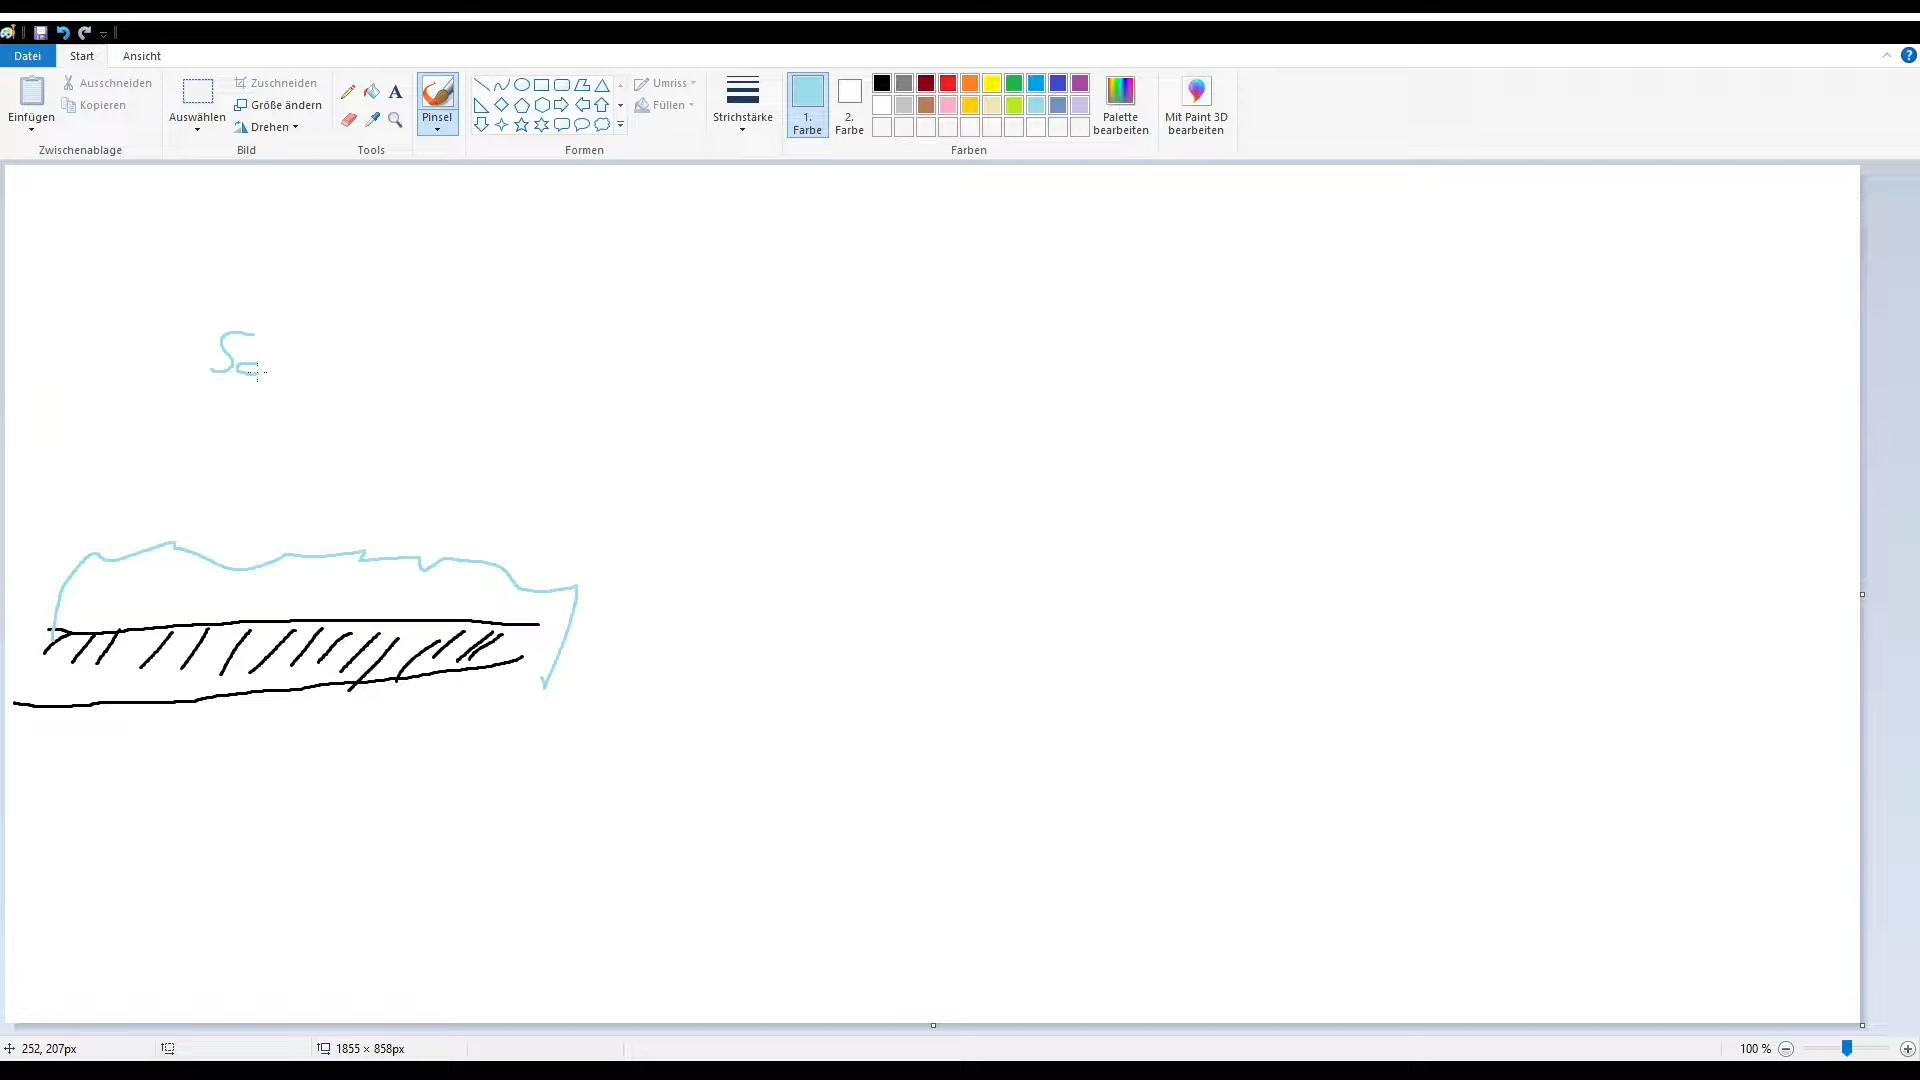 Datei Start Ansicht
Einfügen
Ausschneiden
Kopieren
Zwischenablage
Auswählen
Zuschneiden
Größe ändern
Drehen
Bild
A
Tools
Pinsel
Umriss
Füllen
Formen
Strichstärke
1.
Farbe
2.
Farbe
Palette
bearbeiten
Farben
Mit Paint 3D
bearbeiten
252, 207px
1855 × 858px
100 %